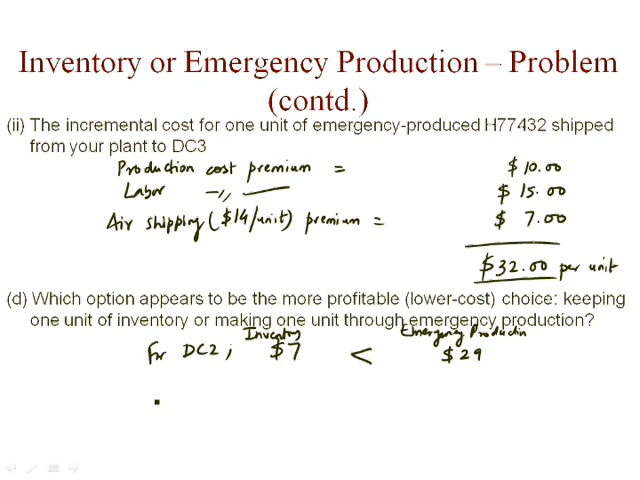 Inventory or Emergency Production – Problem
(contd.)
(ii) The incremental cost for one unit of emergency-produced H77432 shipped
from your plant to DC3
Production cost premium = $ 10.00
Labor —〃— $ 15.00
Air shipping ($14/unit) premium = $ 7.00
$32.00 per unit
(d) Which option appears to be the more profitable (lower-cost) choice: keeping
one unit of inventory or making one unit through emergency production?
Inventory Emergency Production
For DC2; $7 < $29